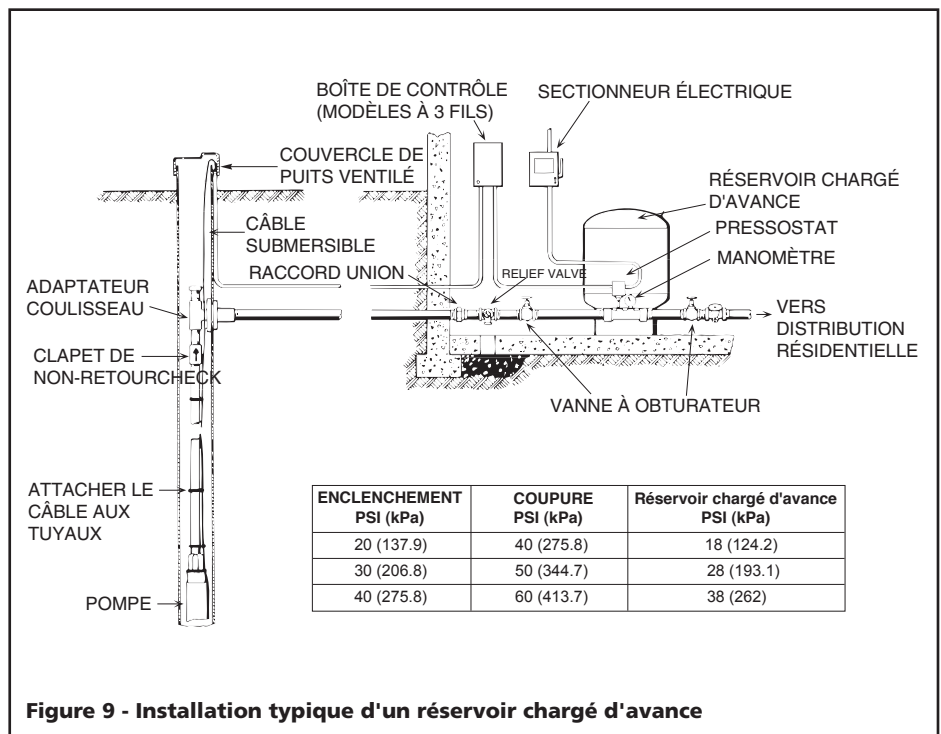 BOÎTE DE CONTRÔLE
(MODÈLES À 3 FILS)
SECTIONNEUR ÉLECTRIQUE
COUVERCLE DE
PUITS VENTILÉ
RÉSERVOIR CHARGÉ
D'AVANCE
CÂBLE
SUBMERSIBLE
PRESSOSTAT
RACCORD UNION
RELIEF VALVE
MANOMÈTRE
ADAPTATEUR
COULISSEAU
VERS
DISTRIBUTION
RÉSIDENTIELLE
CLAPET DE
NON-RETOURCHECK
VANNE À OBTURATEUR
ATTACHER LE
CÂBLE AUX
TUYAUX
POMPE
ENCLENCHEMENT
PSI (kPa)
COUPURE
PSI (kPa)
Réservoir chargé d'avance
PSI (kPa)
20 (137.9) 40 (275.8) 18 (124.2)
30 (206.8) 50 (344.7) 28 (193.1)
40 (275.8) 60 (413.7) 38 (262)
Figure 9 - Installation typique d'un réservoir chargé d'avance